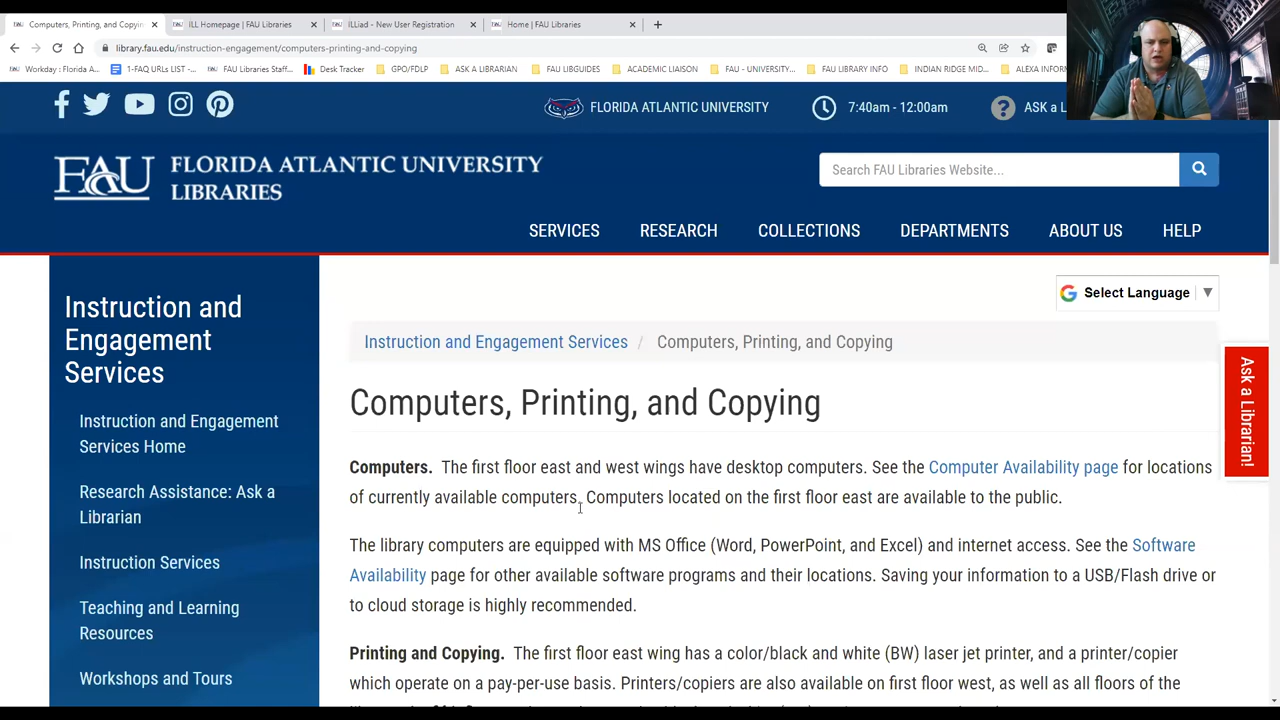 Computers, Printing, and Copyin
ILL Homepage | FAU Libraries
ILLiad - New User Registration
Home | FAU Libraries
library.fau.edu/instruction-engagement/computers-printing-and-copying
Workday : Florida A...
1-FAQ URLs LIST -...
FAU Libraries Staff...
Desk Tracker
GPO/FDLP
ASK A LIBRARIAN
FAU LIBGUIDES
ACADEMIC LIAISON
FAU - UNIVERSITY...
FAU LIBRARY INFO
INDIAN RIDGE MID...
ALEXA INFOR
FLORIDA ATLANTIC UNIVERSITY
7:40am - 12:00am
ASK a L
FAU
FLORIDA ATLANTIC UNIVERSITY
LIBRARIES
Search FAU Libraries Website...
SERVICES
RESEARCH
COLLECTIONS
DEPARTMENTS
ABOUT US
HELP
Instruction and
Engagement
Services
Instruction and Engagement
Services Home
Research Assistance: Ask a
Librarian
Instruction Services
Teaching and Learning
Resources
Workshops and Tours
Select Language
Instruction and Engagement Services / Computers, Printing, and Copying
Computers, Printing, and Copying
Computers. The first floor east and west wings have desktop computers. See the Computer Availability page for locations
of currently available computers. Computers located on the first floor east are available to the public.
The library computers are equipped with MS Office (Word, PowerPoint, and Excel) and internet access. See the Software
Availability page for other available software programs and their locations. Saving your information to a USB/Flash drive or
to cloud storage is highly recommended.
Printing and Copying. The first floor east wing has a color/black and white (BW) laser jet printer, and a printer/copier
which operate on a pay-per-use basis. Printers/copiers are also available on first floor west, as well as all floors of the
Ask a Librarian!